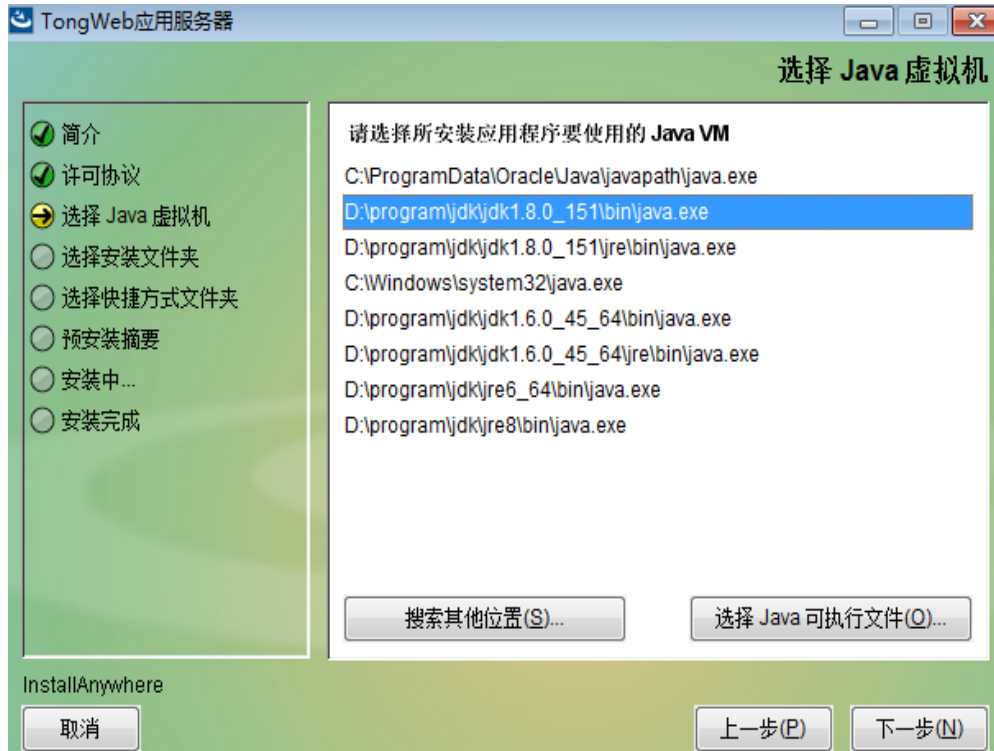 TongWeb应用服务器
选择 Java 虚拟机
简介
许可协议
选择 Java 虚拟机
选择安装文件夹
选择快捷方式文件夹
预安装摘要
安装中...
安装完成
请选择所安装应用程序要使用的 Java VM
C:\ProgramData\Oracle\Java\javapath\java.exe
D:\program\jdk\jdk1.8.0_151\bin\java.exe
D:\program\jdk\jdk1.8.0_151\jre\bin\java.exe
C:\Windows\system32\java.exe
D:\program\jdk\jdk1.6.0_45_64\bin\java.exe
D:\program\jdk\jdk1.6.0_45_64\jre\bin\java.exe
D:\program\jdk\jre6_64\bin\java.exe
D:\program\jdk\jre8\bin\java.exe
搜索其他位置(S)...
选择 Java 可执行文件(O)...
InstallAnywhere
取消
上一步(P)
下一步(N)